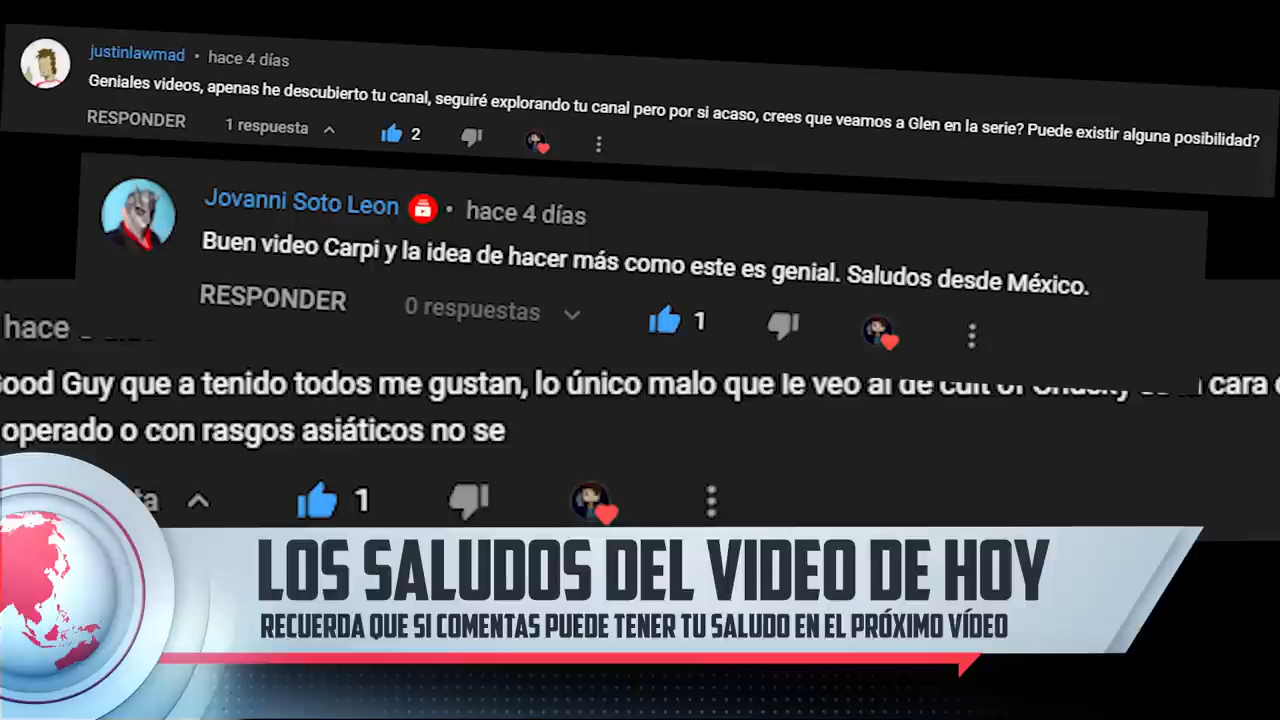 justinlawmad • hace 4 días
Geniales videos, apenas he descubierto tu canal, seguiré explorando tu canal pero por si acaso, crees que veamos a Glen en la serie? Puede existir alguna posibilidad?
RESPONDER 1 respuesta 2
Jovanni Soto Leon • hace 4 días
Buen video Carpi y la idea de hacer más como este es genial. Saludos desde México.
RESPONDER 0 respuestas 1
hace
Good Guy que a tenido todos me gustan, lo único malo que le veo al de cult of Chucky cara
operado o con rasgos asiáticos no se
ta 1
LOS SALUDOS DEL VIDEO DE HOY
RECUERDA QUE SI COMENTAS PUEDE TENER TU SALUDO EN EL PRÓXIMO VÍDEO